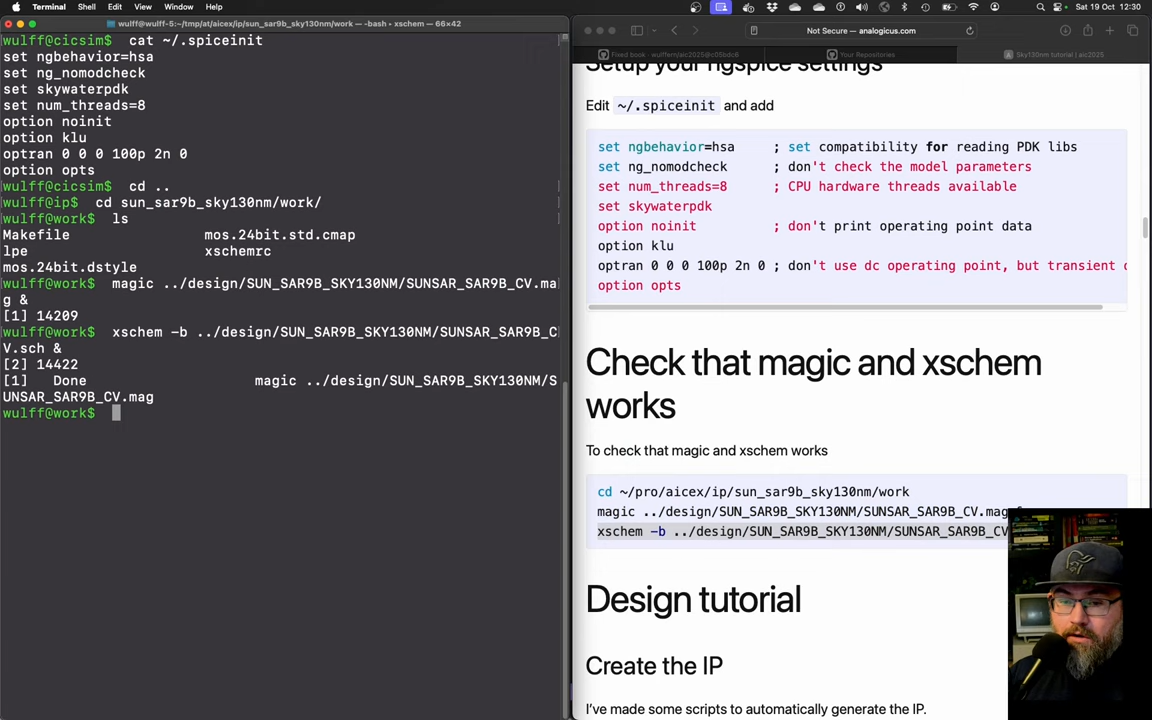 Terminal Shell Edit View Window Help
Sat 19 Oct 12:30
wulff@wulff-5:~/tmp/at/aicex/ip/sun_sar9b_sky130nm/work — -bash • xschem — 66×42
wulff@cicsim$ cat ~/.spiceinit
set ngbehavior=hsa
set ng_nomodcheck
set skywaterpdk
set num_threads=8
option noinit
option klu
optran 0 0 0 100p 2n 0
option opts
wulff@cicsim$ cd ..
wulff@ip$ cd sun_sar9b_sky130nm/work/
wulff@work$ ls
Makefile mos.24bit.std.cmap
lpe xschemrc
mos.24bit.dstyle
wulff@work$ magic ../design/SUN_SAR9B_SKY130NM/SUNSAR_SAR9B_CV.ma
g &
[1] 14209
wulff@work$ xschem -b ../design/SUN_SAR9B_SKY130NM/SUNSAR_SAR9B_C
V.sch &
[2] 14422
[1] Done magic ../design/SUN_SAR9B_SKY130NM/S
UNSAR_SAR9B_CV.mag
wulff@work$
Not Secure — analogicus.com
Fixed book · wulffern/aic2025@c05bdc6
Your Repositories
Sky130nm tutorial | aic2025
Setup your ngspice settings
Edit ~/.spiceinit and add
set ngbehavior=hsa ; set compatibility for reading PDK libs
set ng_nomodcheck ; don't check the model parameters
set num_threads=8 ; CPU hardware threads available
set skywaterpdk
option noinit ; don't print operating point data
option klu
optran 0 0 0 100p 2n 0 ; don't use dc operating point, but transient
option opts
Check that magic and xschem
works
To check that magic and xschem works
cd ~/pro/aicex/ip/sun_sar9b_sky130nm/work
magic ../design/SUN_SAR9B_SKY130NM/SUNSAR_SAR9B_CV.mag
xschem -b ../design/SUN_SAR9B_SKY130NM/SUNSAR_SAR9B_CV
Design tutorial
Create the IP
I've made some scripts to automatically generate the IP.